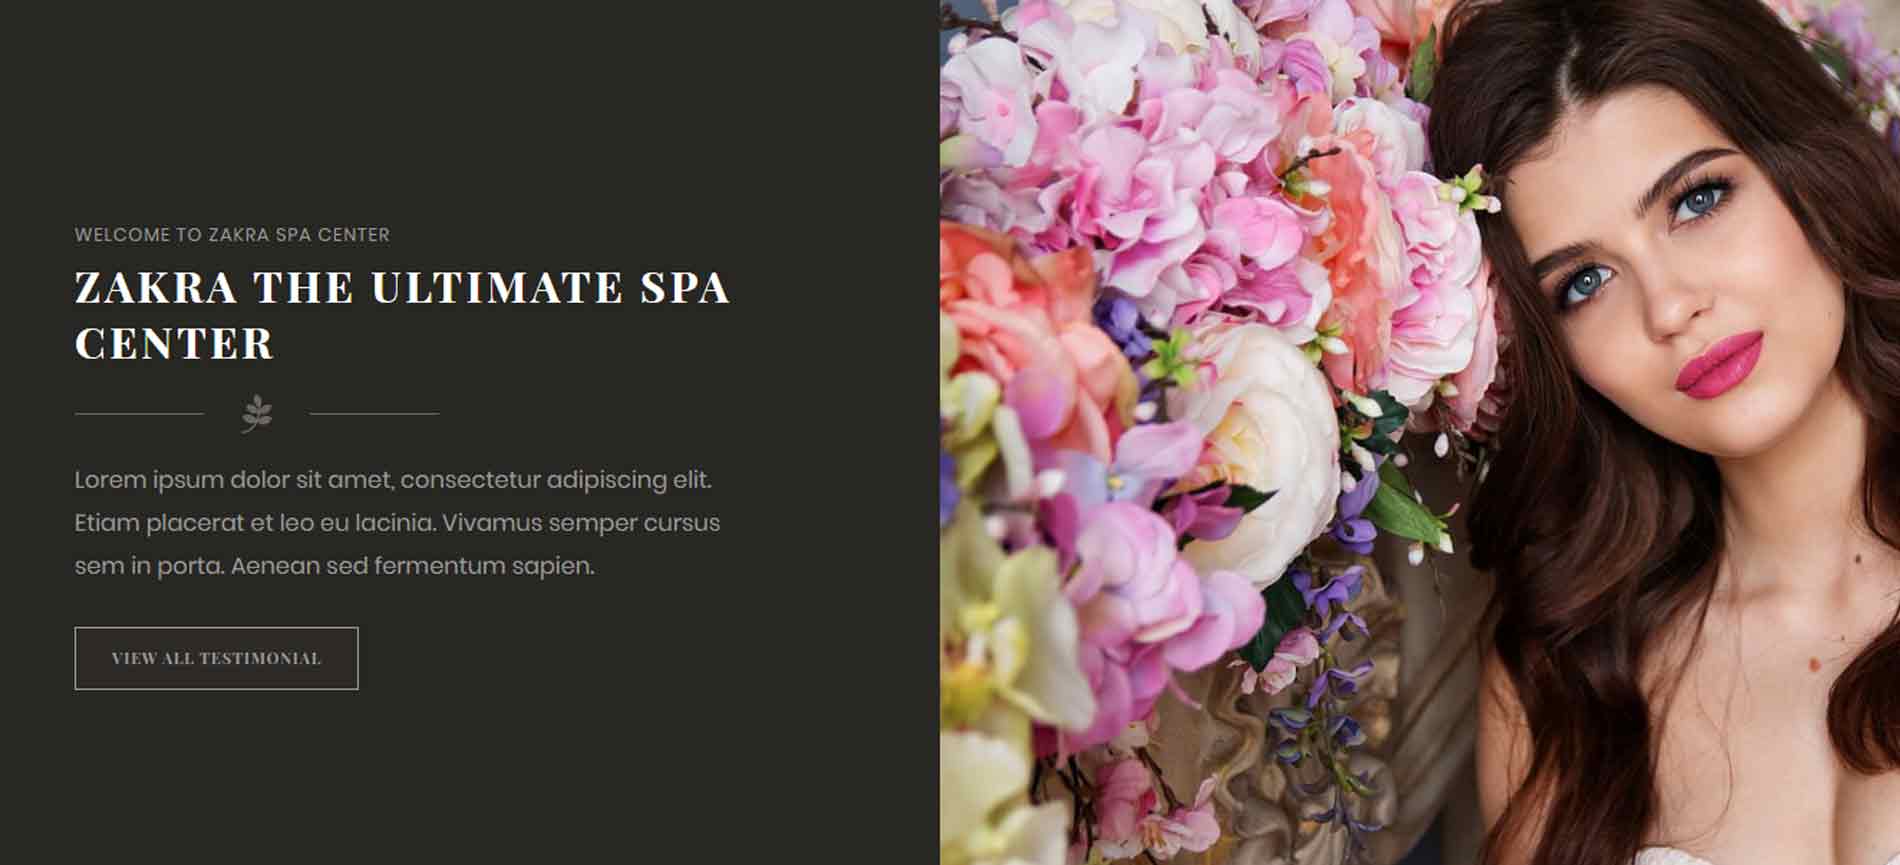 WELCOME TO ZAKRA SPA CENTER
ZAKRA THE ULTIMATE SPA
CENTER
Lorem ipsum dolor sit amet, consectetur adipiscing elit.
Etiam placerat et leo eu lacinia. Vivamus semper cursus
sem in porta. Aenean sed fermentum sapien.
VIEW ALL TESTIMONIAL